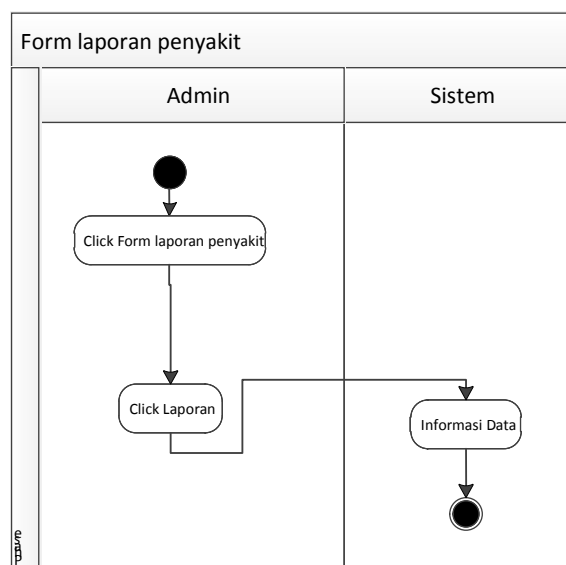 Form laporan penyakit
Admin
Sistem
Click Form laporan penyakit
Click Laporan
Informasi Data